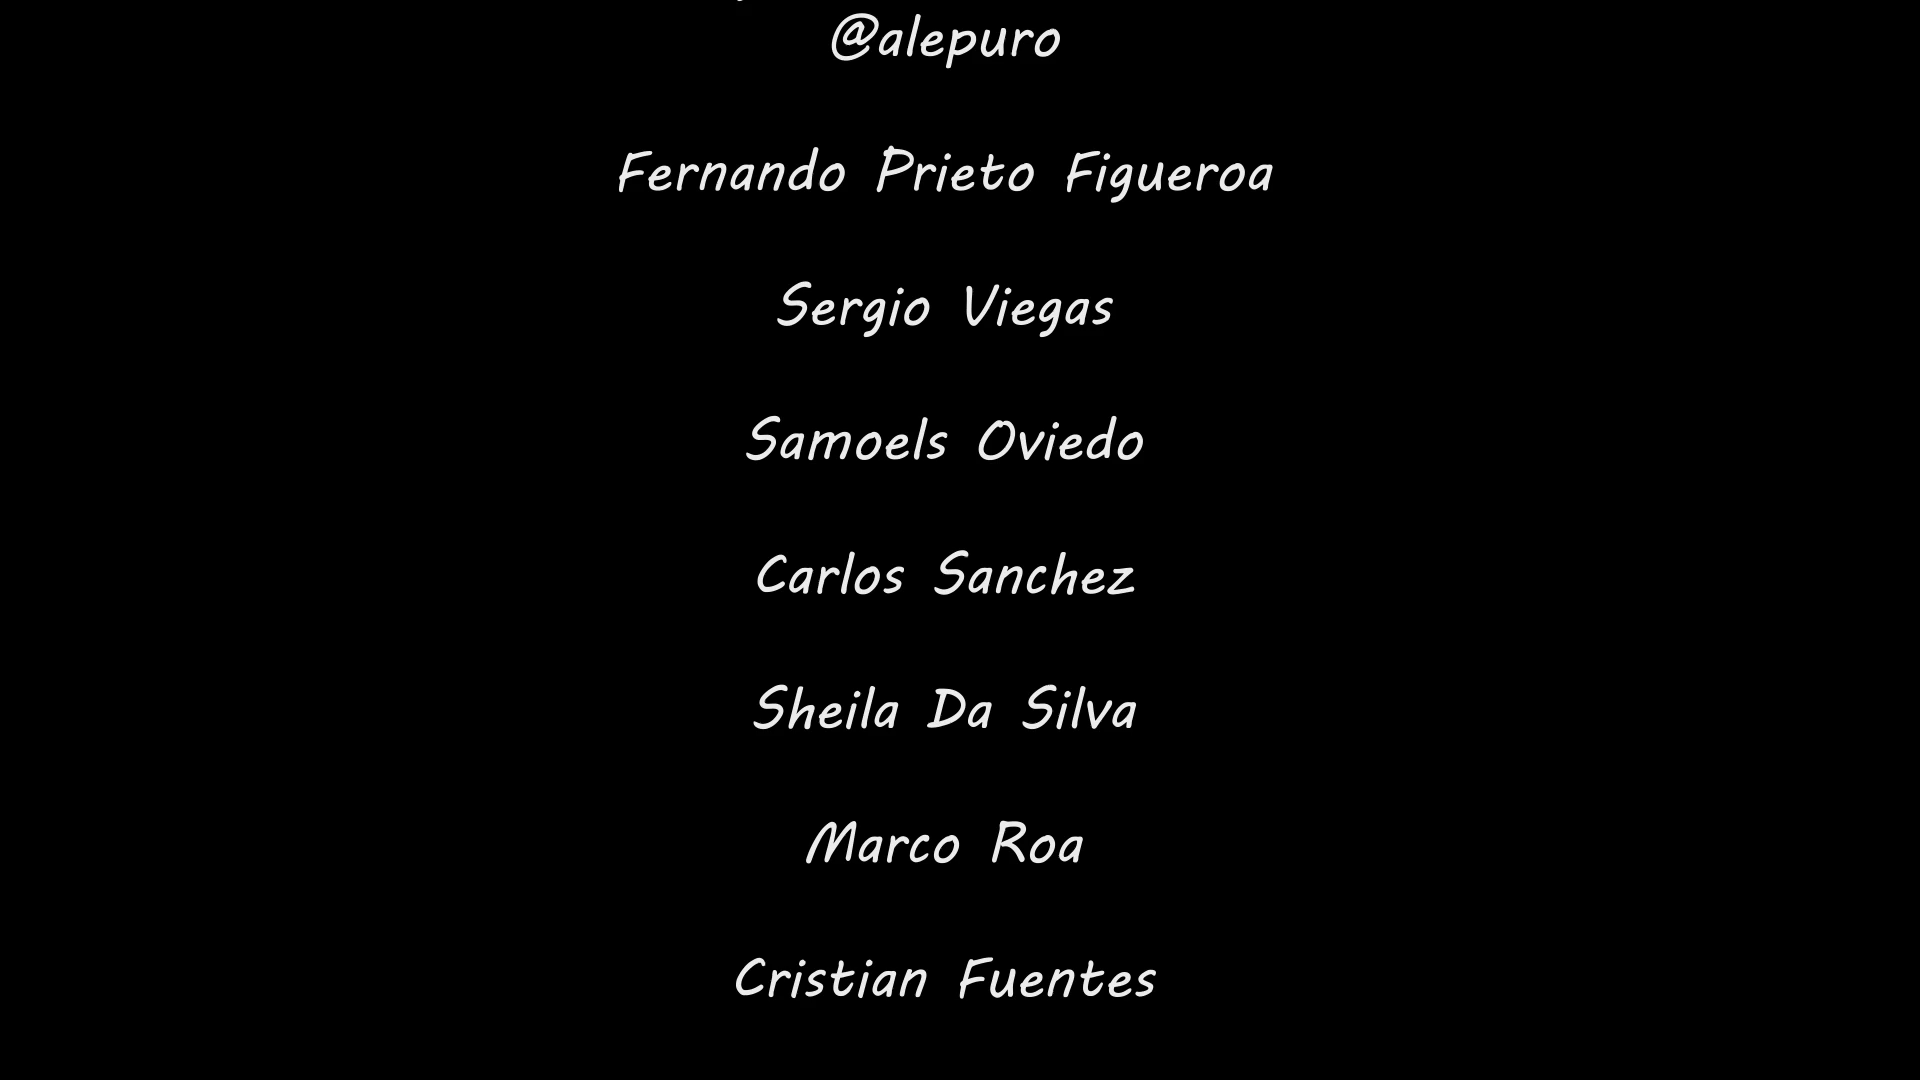 @alepuro
Fernando Prieto Figueroa
Sergio Viegas
Samoels Oviedo
Carlos Sanchez
Sheila Da Silva
Marco Roa
Cristian Fuentes